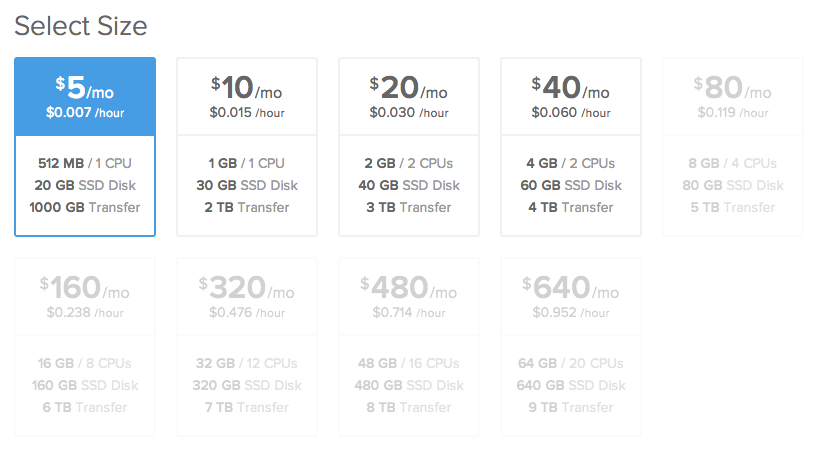 Select Size
$5/mo
$0.007 /hour
512 MB / 1 CPU
20 GB SSD Disk
1000 GB Transfer
$10/mo
$0.015 /hour
1 GB / 1 CPU
30 GB SSD Disk
2 TB Transfer
$20/mo
$0.030 /hour
2 GB / 2 CPUs
40 GB SSD Disk
3 TB Transfer
$40/mo
$0.060 /hour
4 GB / 2 CPUs
60 GB SSD Disk
4 TB Transfer
$80/mo
$0.119 /hour
8 GB / 4 CPUs
80 GB SSD Disk
5 TB Transfer
$160/mo
$0.238 /hour
16 GB / 8 CPUs
160 GB SSD Disk
6 TB Transfer
$320/mo
$0.476 /hour
32 GB / 12 CPUs
320 GB SSD Disk
7 TB Transfer
$480/mo
$0.714 /hour
48 GB / 16 CPUs
480 GB SSD Disk
8 TB Transfer
$640/mo
$0.952 /hour
64 GB / 20 CPUs
640 GB SSD Disk
9 TB Transfer